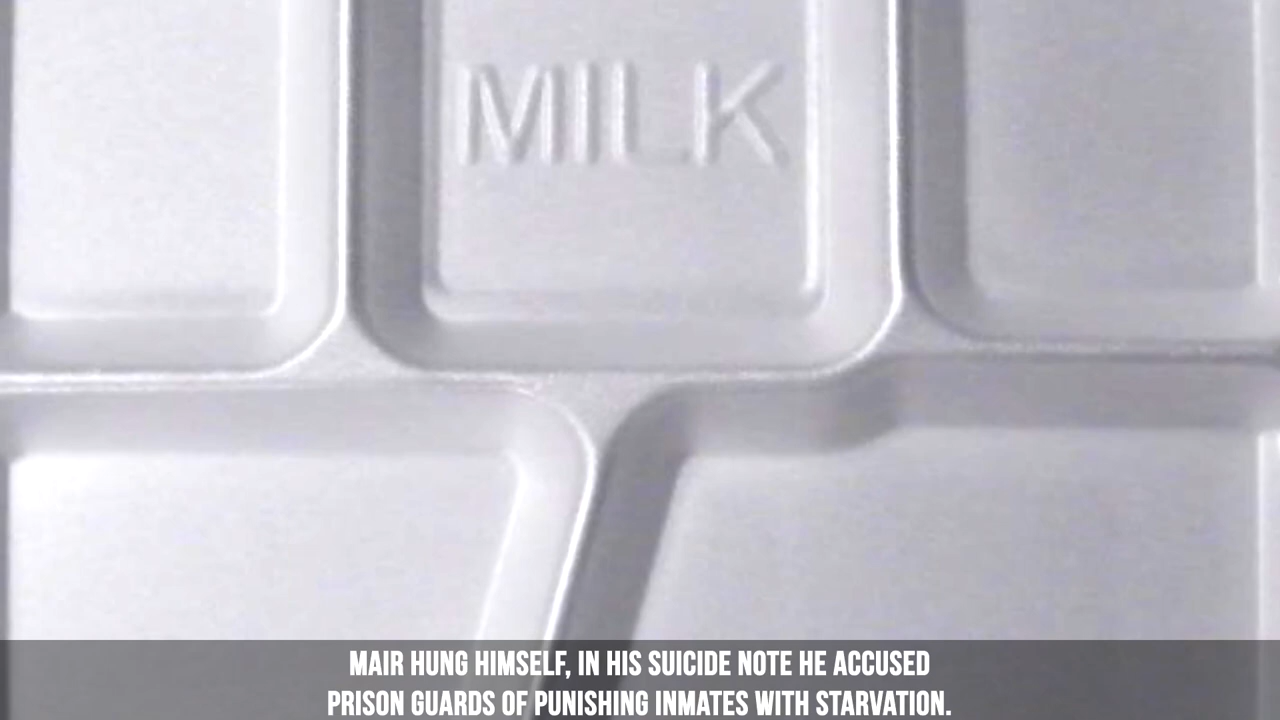 MILK
MAIR HUNG HIMSELF, IN HIS SUICIDE NOTE HE ACCUSED
PRISON GUARDS OF PUNISHING INMATES WITH STARVATION.